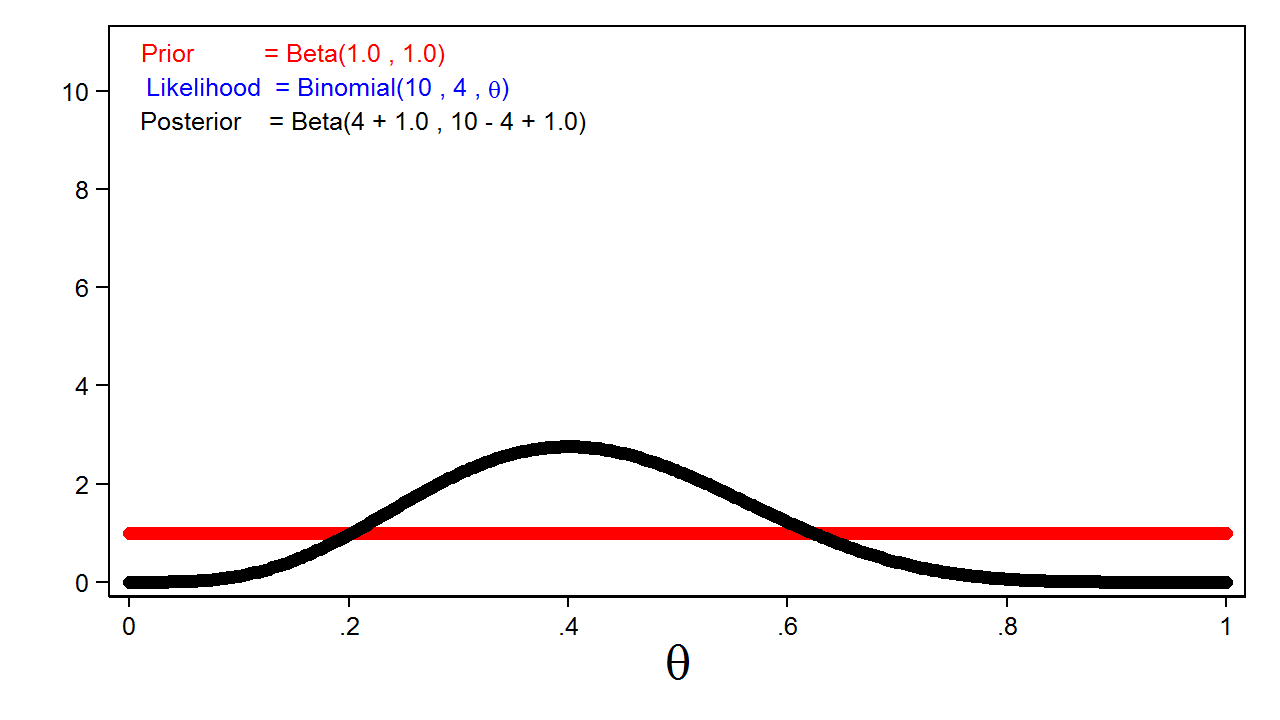 Prior = Beta(1.0 , 1.0)
Likelihood = Binomial(10 , 4 , θ)
Posterior = Beta(4 + 1.0 , 10 - 4 + 1.0)
10
8
6
4
2
0
0 .2 .4 .6 .8 1
θ